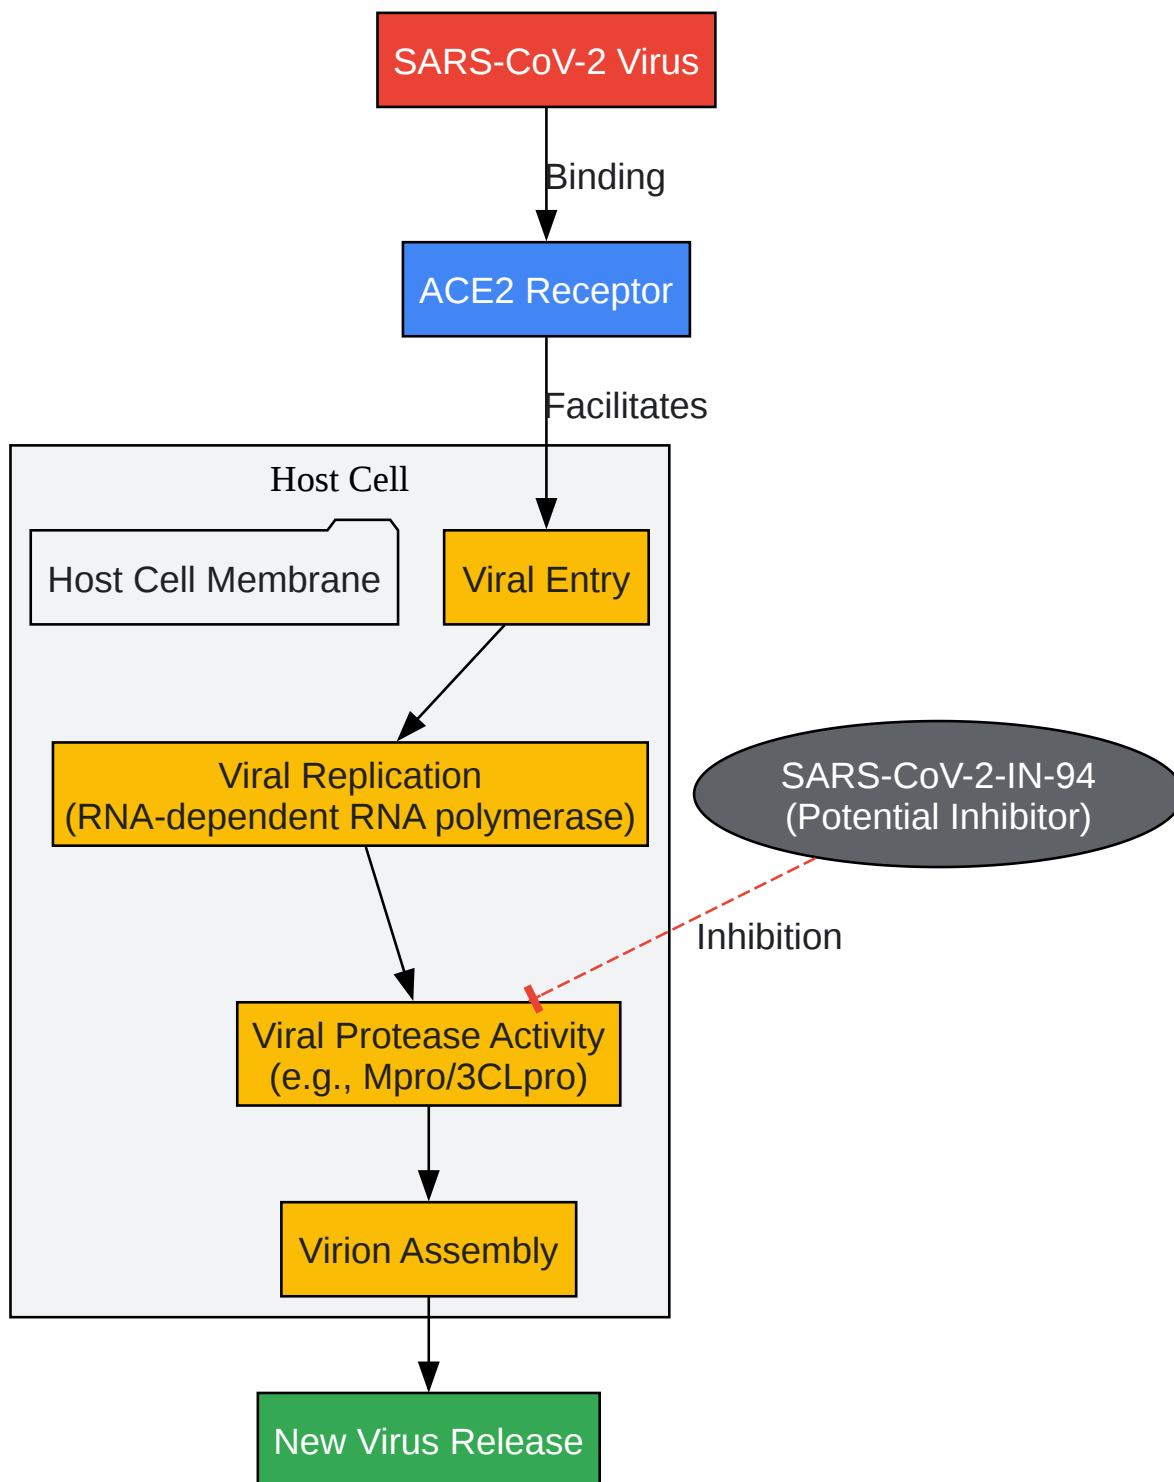 SARS-CoV-2 Virus
Binding
ACE2 Receptor
Facilitates
Host Cell
Host Cell Membrane
Viral Entry
Viral Replication
(RNA-dependent RNA polymerase)
SARS-CoV-2-IN-94
(Potential Inhibitor)
Inhibition
Viral Protease Activity
(e.g., Mpro/3CLpro)
Virion Assembly
New Virus Release